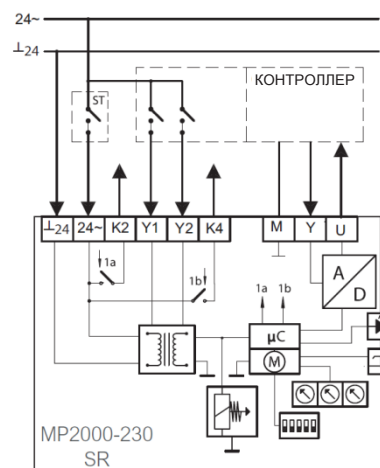 24~
⊥24
КОНТРОЛЛЕР
ST
⊥24 24~ K2 Y1 Y2 K4 M Y U
1a
1b
1a 1b
A
D
µC
M
MP2000-230
SR